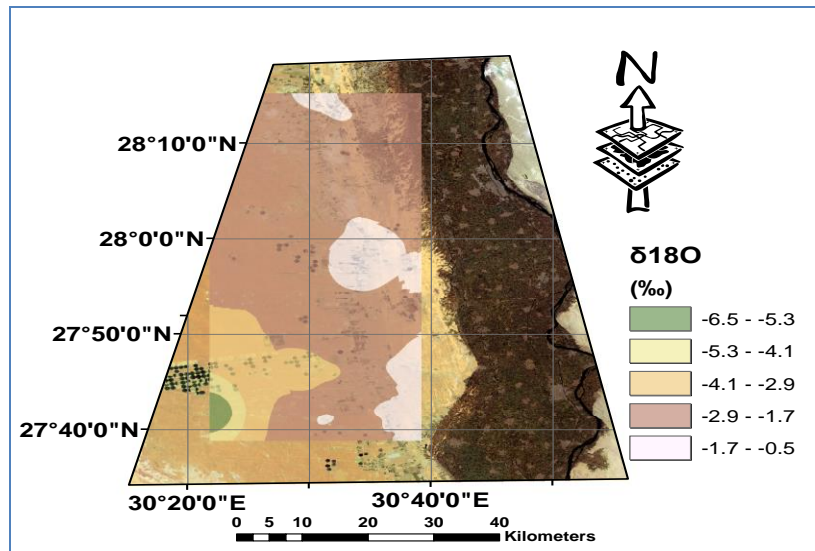 N
28°10'0"N
28°0'0"N
27°50'0"N
27°40'0"N
30°20'0"E
30°40'0"E
0 5 10 20 30 40
Kilometers
δ18O
(‰)
-6.5 - -5.3
-5.3 - -4.1
-4.1 - -2.9
-2.9 - -1.7
-1.7 - -0.5